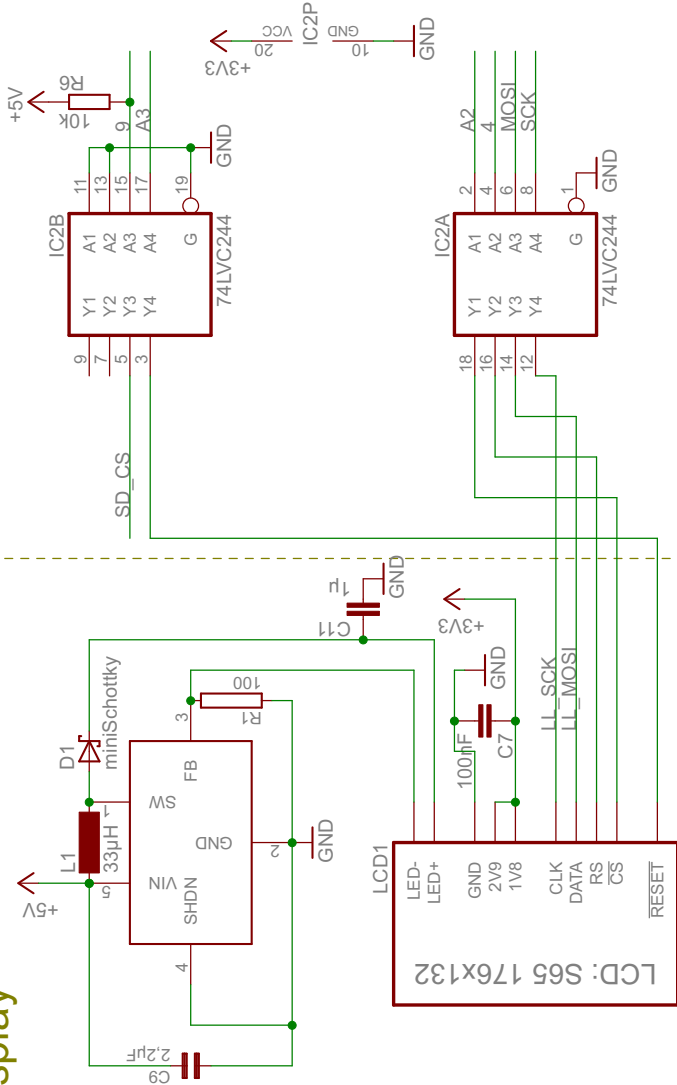 +5V
R6
10k
9
A3
+3V3
20
VCC
IC2P
GND
10
GND
IC2B
11
13
15
17
19
GND
A1
A2
A3
A4
G
Y1
Y2
Y3
Y4
9
7
5
3
74LVC244
SD_CS
A2
4
MOSI
SCK
IC2A
2
4
6
8
1
GND
A1
A2
A3
A4
G
Y1
Y2
Y3
Y4
18
16
14
12
74LVC244
splay
+5V
L1
33µH
D1
miniSchottky
1
SW
5
VIN
SHDN
4
FB
3
GND
2
GND
R1
100
C9
2,2µF
C11
1µ
GND
+3V3
GND
100nF
C7
LL_SCK
LL_MOSI
LCD1
LED-
LED+
GND
2V9
1V8
CLK
DATA
RS
CS
RESET
LCD: S65 176x132